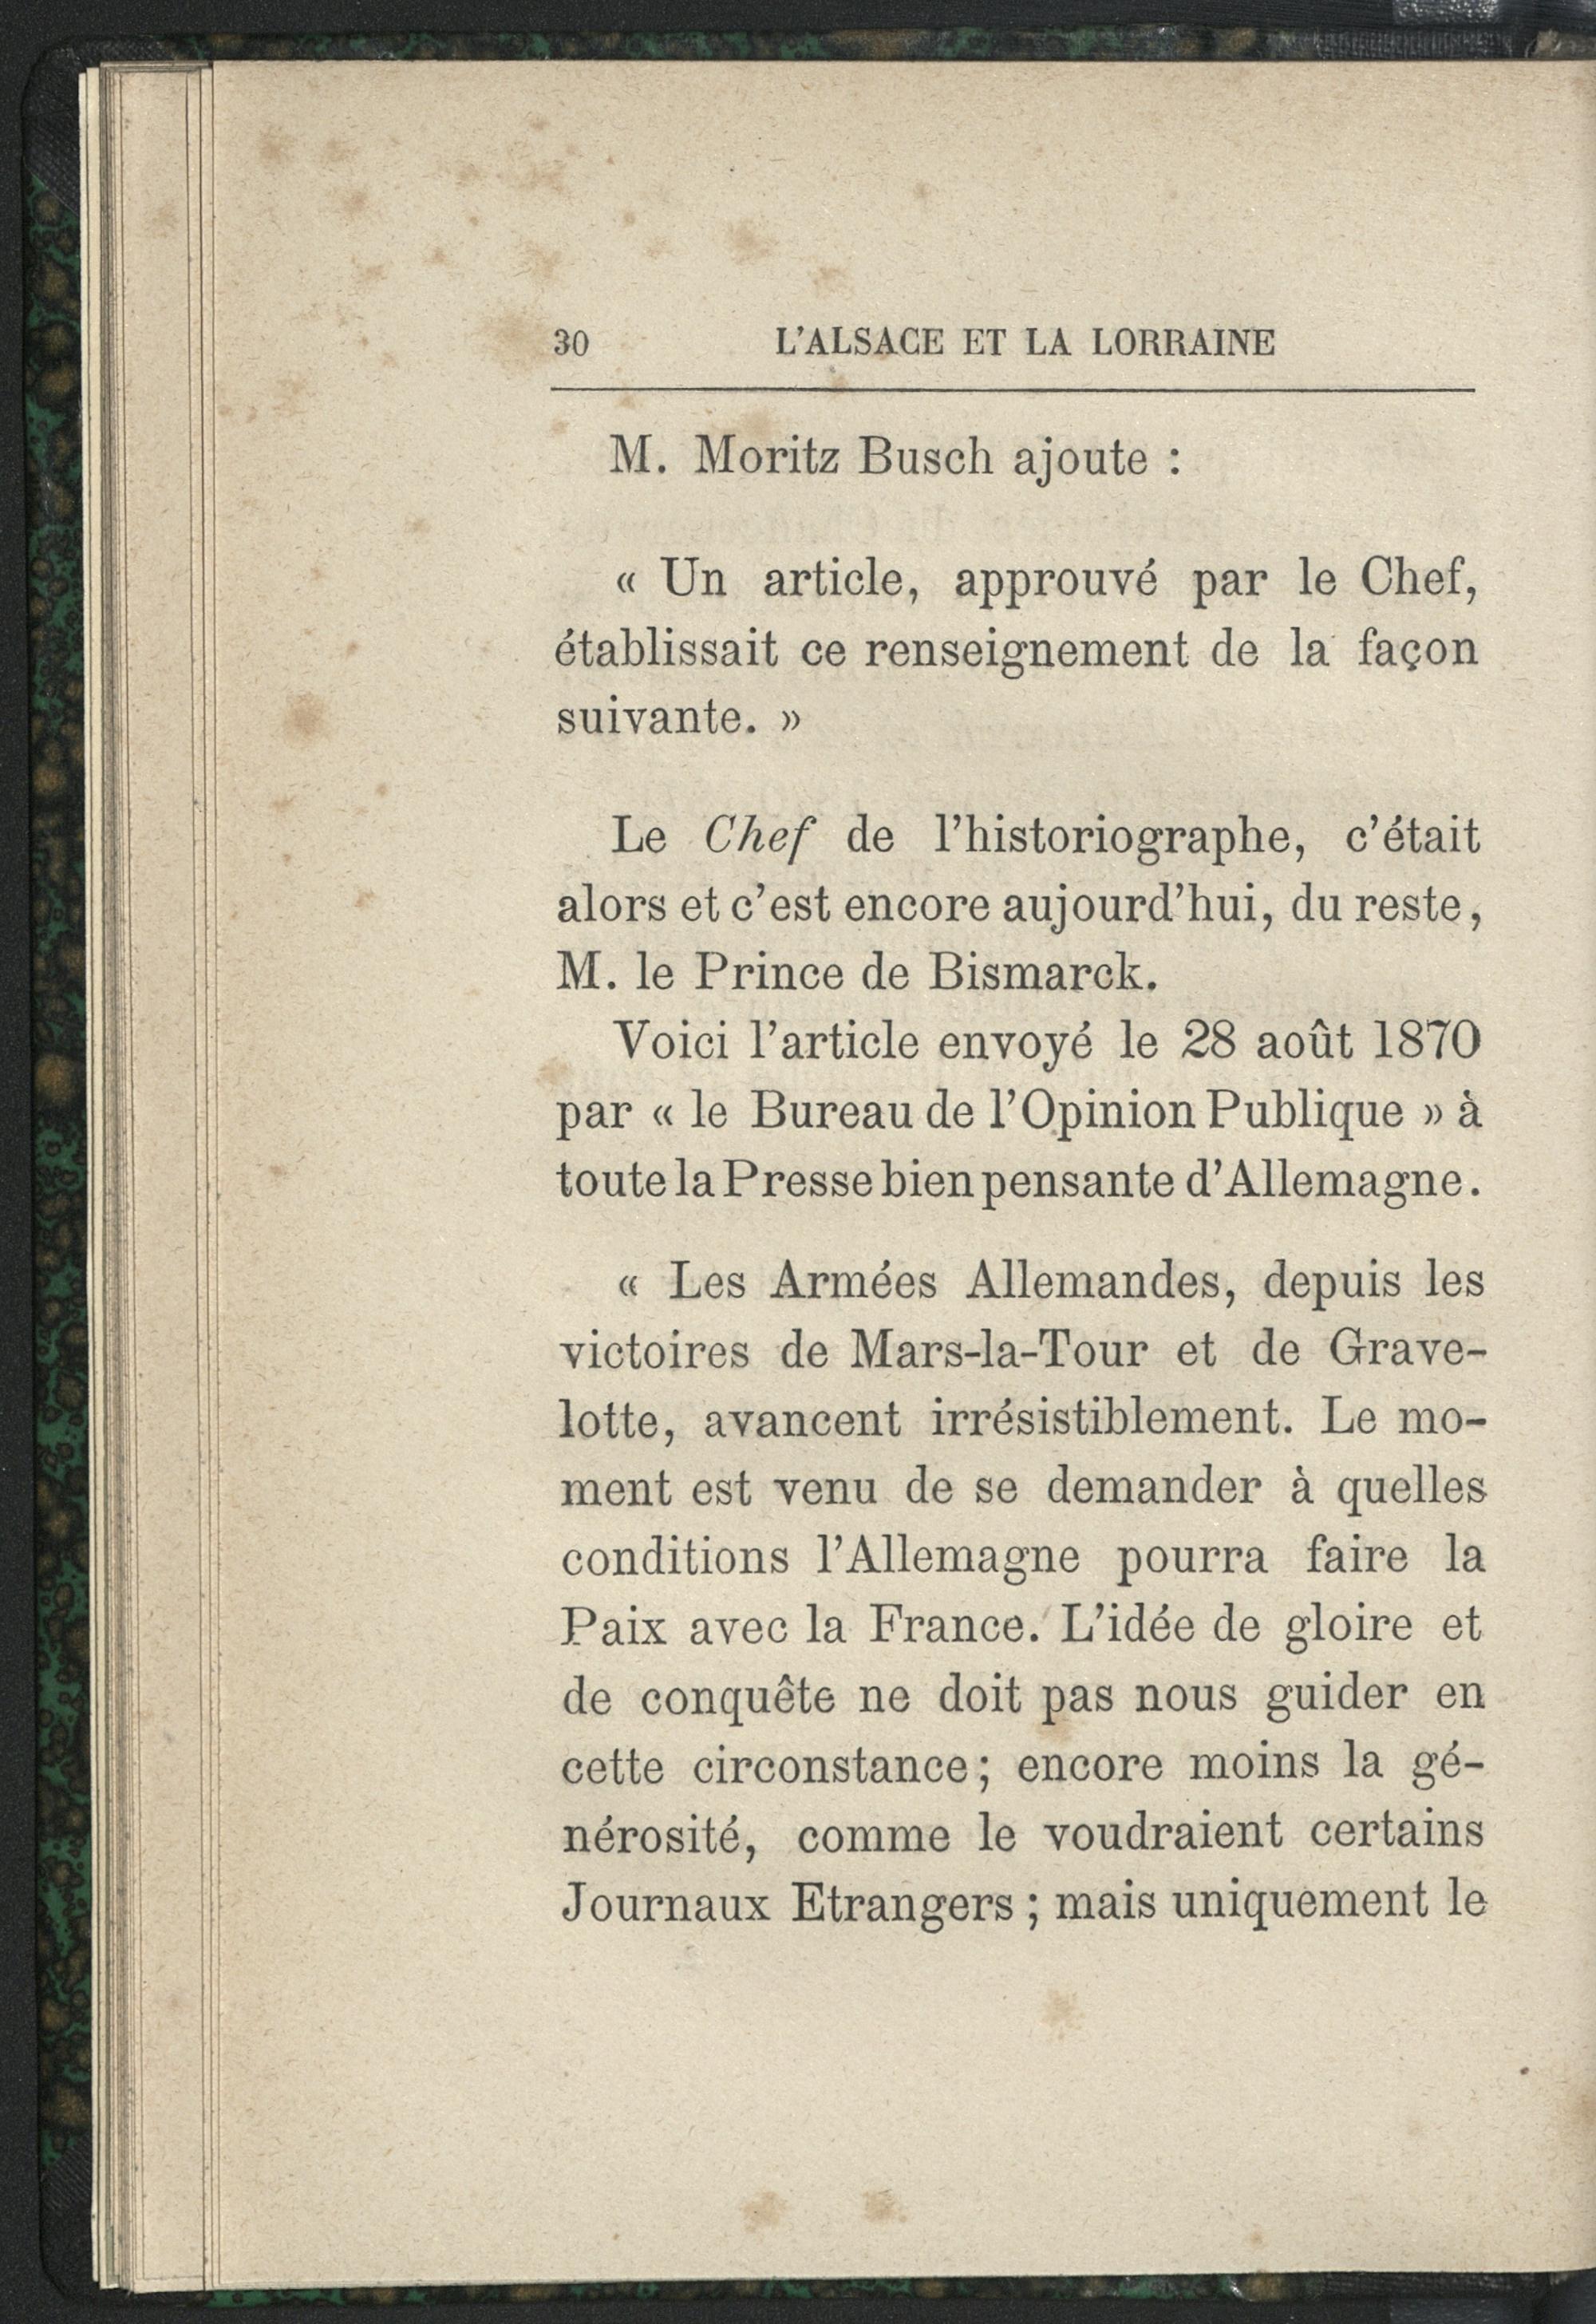 30 L'ALSACE ET LA LORRAINE
M. Moritz Busch ajoute :
« Un article, approuvé par le Chef,
établissait ce renseignement de la façon
suivante. »
Le Chef de l'historiographe, c'était
alors et c'est encore aujourd'hui, du reste,
M. le Prince de Bismarck.
Voici l'article envoyé le 28 août 1870
par « le Bureau de l'Opinion Publique » à
toute la Presse bien pensante d'Allemagne.
« Les Armées Allemandes, depuis les
victoires de Mars-la-Tour et de Grave-
lotte, avancent irrésistiblement. Le mo-
ment est venu de se demander à quelles
conditions l'Allemagne pourra faire la
Paix avec la France. L'idée de gloire et
de conquête ne doit pas nous guider en
cette circonstance; encore moins la gé-
nérosité, comme le voudraient certains
Journaux Etrangers ; mais uniquement le